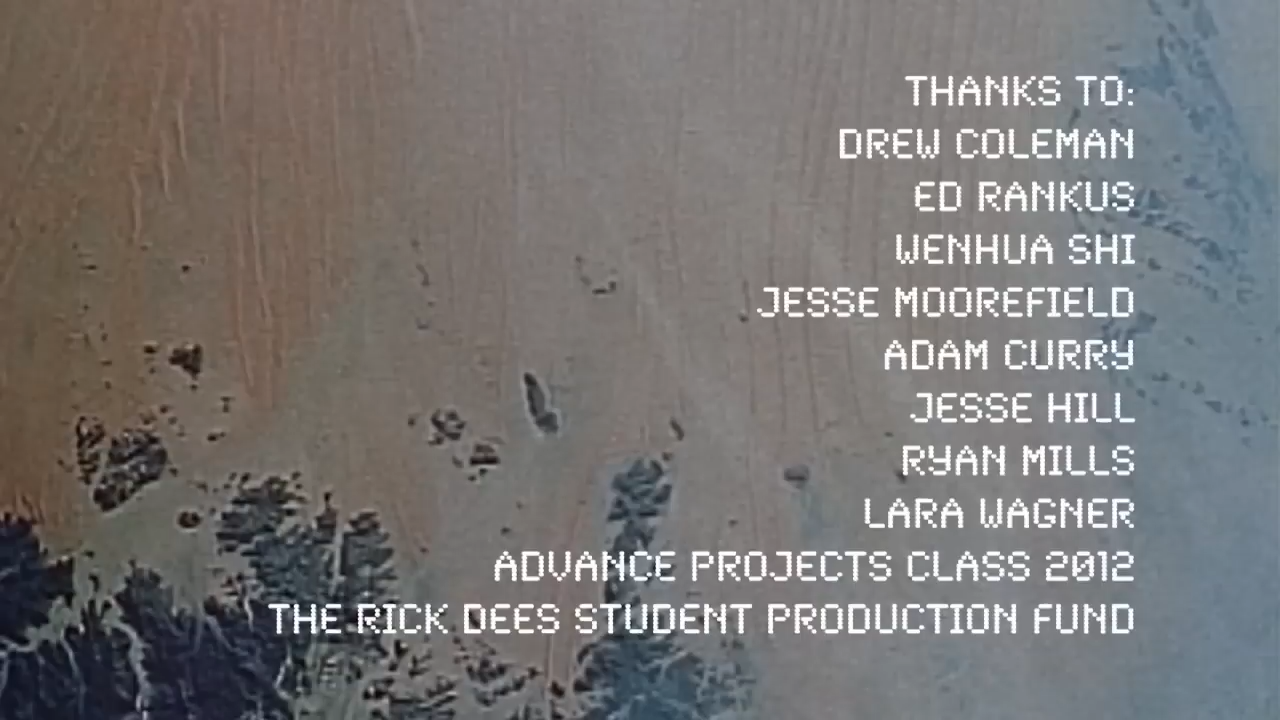 THANKS TO:
DREW COLEMAN
ED RANKUS
WENHUA SHI
JESSE MOOREFIELD
ADAM CURRY
JESSE HILL
RYAN MILLS
LARA WAGNER
ADVANCE PROJECTS CLASS 2012
THE RICK DEES STUDENT PRODUCTION FUND